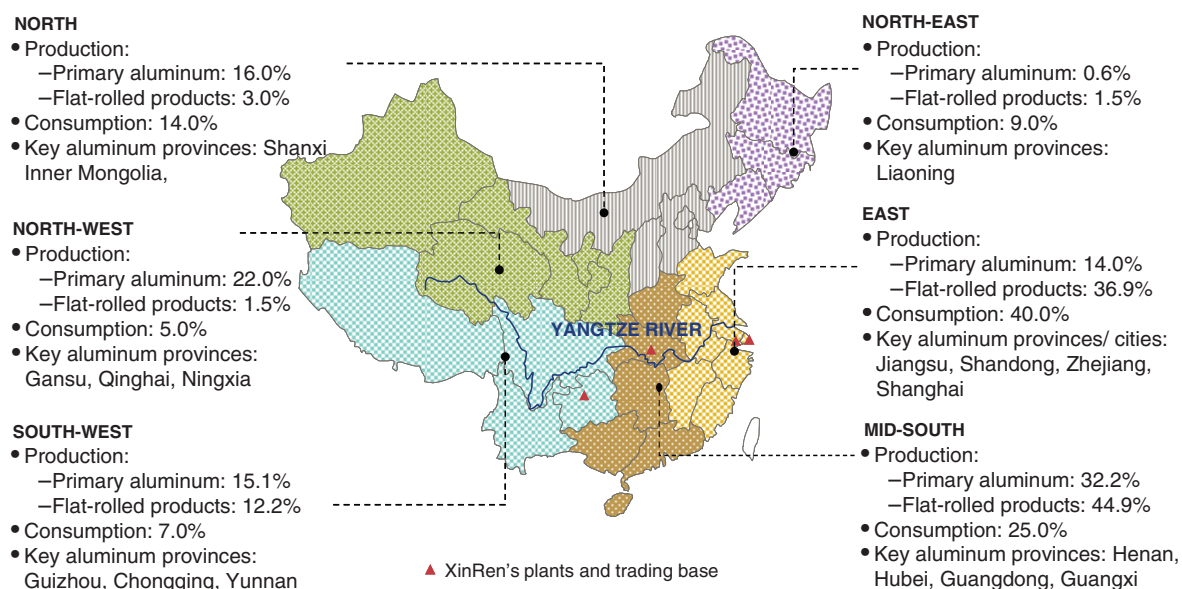 NORTH
• Production:
–Primary aluminum: 16.0%
–Flat-rolled products: 3.0%
• Consumption: 14.0%
• Key aluminum provinces: Shanxi
Inner Mongolia,
NORTH-WEST
• Production:
–Primary aluminum: 22.0%
–Flat-rolled products: 1.5%
• Consumption: 5.0%
• Key aluminum provinces:
Gansu, Qinghai, Ningxia
SOUTH-WEST
• Production:
–Primary aluminum: 15.1%
–Flat-rolled products: 12.2%
• Consumption: 7.0%
• Key aluminum provinces:
Guizhou, Chongqing, Yunnan
YANGTZE RIVER
XinRen's plants and trading base
NORTH-EAST
• Production:
–Primary aluminum: 0.6%
–Flat-rolled products: 1.5%
• Consumption: 9.0%
• Key aluminum provinces:
Liaoning
EAST
• Production:
–Primary aluminum: 14.0%
–Flat-rolled products: 36.9%
• Consumption: 40.0%
• Key aluminum provinces/ cities:
Jiangsu, Shandong, Zhejiang,
Shanghai
MID-SOUTH
• Production:
–Primary aluminum: 32.2%
–Flat-rolled products: 44.9%
• Consumption: 25.0%
• Key aluminum provinces: Henan,
Hubei, Guangdong, Guangxi